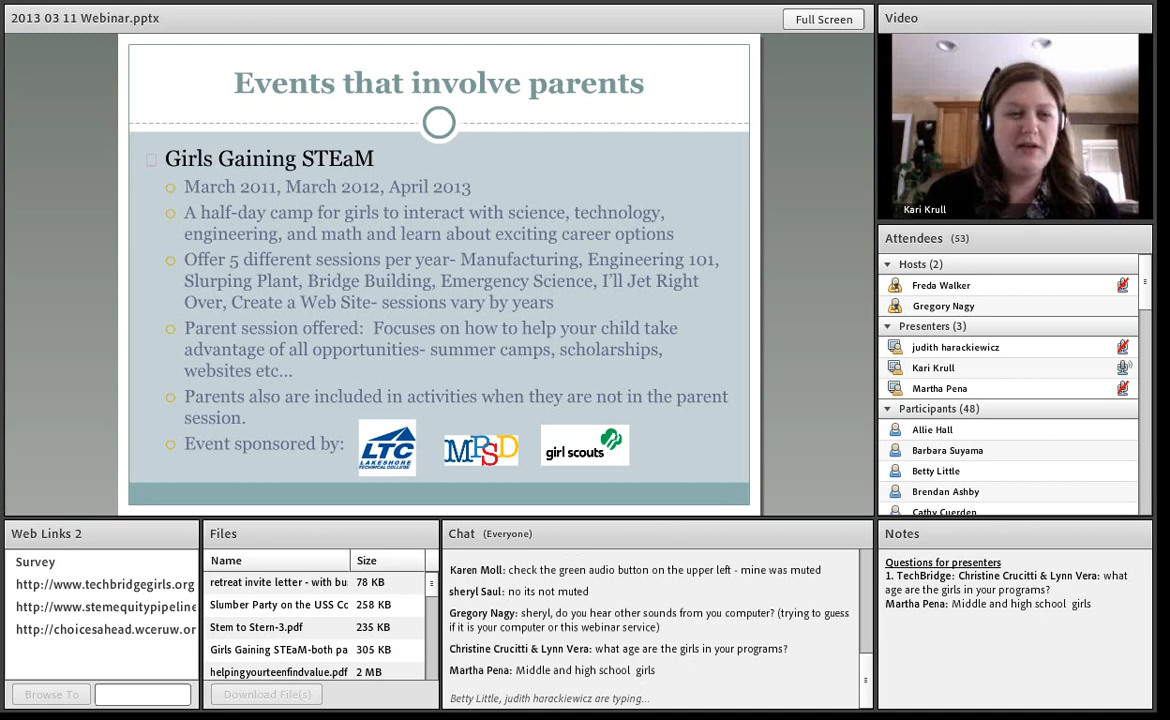 2013 03 11 Webinar.pptx
Full Screen
Events that involve parents
Girls Gaining STEaM
March 2011, March 2012, April 2013
A half-day camp for girls to interact with science, technology,
engineering, and math and learn about exciting career options
Offer 5 different sessions per year- Manufacturing, Engineering 101,
Slurping Plant, Bridge Building, Emergency Science, I'll Jet Right
Over, Create a Web Site- sessions vary by years
Parent session offered:  Focuses on how to help your child take
advantage of all opportunities- summer camps, scholarships,
websites etc...
Parents also are included in activities when they are not in the parent
session.
Event sponsored by:
LTC
LAKESHORE
TECHNICAL COLLEGE
MPSD
girl scouts
Video
Kari Krull
Attendees (53)
Hosts (2)
Freda Walker
Gregory Nagy
Presenters (3)
judith harackiewicz
Kari Krull
Martha Pena
Participants (48)
Allie Hall
Barbara Suyama
Betty Little
Brendan Ashby
Cathy Cuerden
Web Links 2
Survey
http://www.techbridgegirls.org
http://www.stemequitypipeline
http://choicesahead.wceruw.or
Browse To
Files
Name Size
retreat invite letter - with bu 78 KB
Slumber Party on the USS Cc 258 KB
Stem to Stern-3.pdf 235 KB
Girls Gaining STEaM-both pa 305 KB
helpingyourteenfindvalue.pdf 2 MB
Download File(s)
Chat (Everyone)
Karen Moll: check the green audio button on the upper left - mine was muted
sheryl Saul: no its not muted
Gregory Nagy: sheryl, do you hear other sounds from you computer? (trying to guess
if it is your computer or this webinar service)
Christine Crucitti & Lynn Vera: what age are the girls in your programs?
Martha Pena: Middle and high school  girls
Betty Little, judith harackiewicz are typing...
Notes
Questions for presenters
1. TechBridge: Christine Crucitti & Lynn Vera: what
age are the girls in your programs?
Martha Pena: Middle and high school  girls